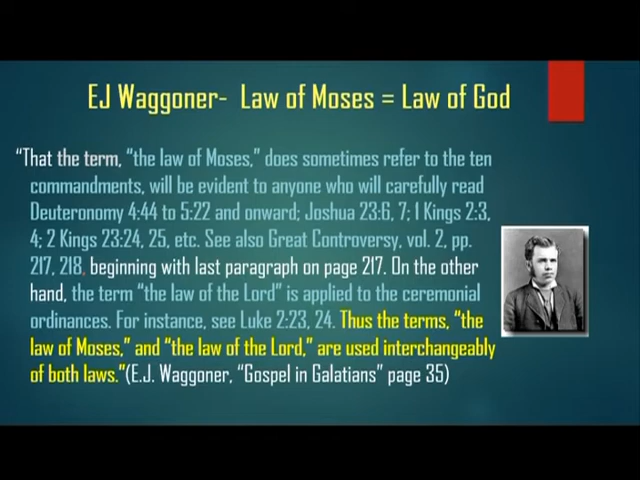 EJ Waggoner-  Law of Moses = Law of God
“That the term, “the law of Moses,” does sometimes refer to the ten
commandments, will be evident to anyone who will carefully read
Deuteronomy 4:44 to 5:22 and onward; Joshua 23:6, 7; 1 Kings 2:3,
4; 2 Kings 23:24, 25, etc. See also Great Controversy, vol. 2, pp.
217, 218, beginning with last paragraph on page 217. On the other
hand, the term “the law of the Lord” is applied to the ceremonial
ordinances. For instance, see Luke 2:23, 24. Thus the terms, “the
law of Moses,” and “the law of the Lord,” are used interchangeably
of both laws.”(E.J. Waggoner, “Gospel in Galatians” page 35)